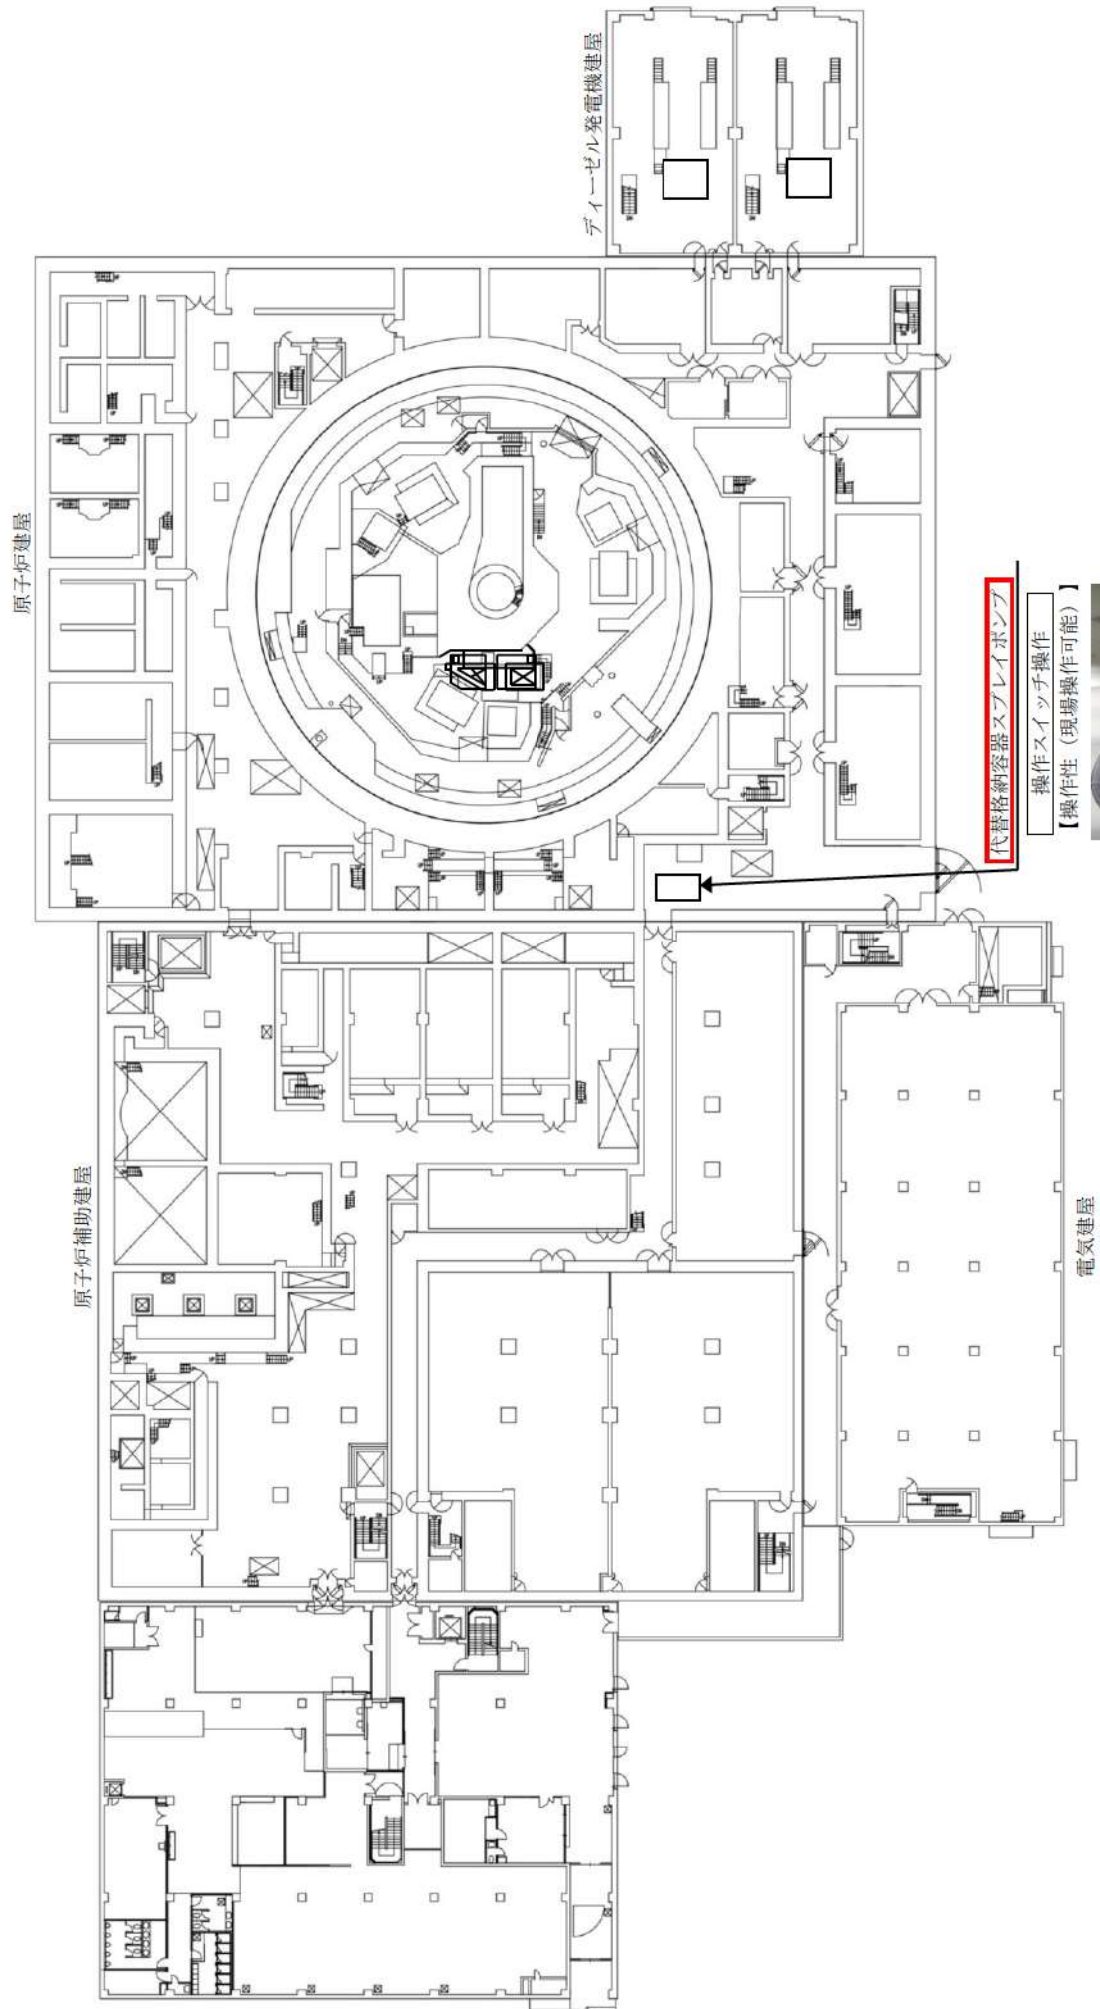 ディーゼル発電機建屋
原子炉建屋
代替格納容器スプレイポンプ
操作スイッチ操作
【操作性（現場操作可能）】
原子炉補助建屋
電気建屋